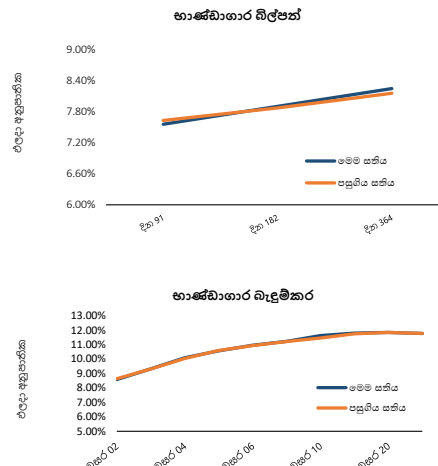 භාණ්ඩාගාර බිල්පත්
ඵලදා අනුපාතික
9.00%
8.40%
7.80%
7.20%
6.60%
6.00%
මෙම සතිය
පසුගිය සතිය
දින 91
දින 182
දින 364
භාණ්ඩාගාර බැඳුම්කර
ඵලදා අනුපාතික
13.00%
12.00%
11.00%
10.00%
9.00%
8.00%
7.00%
6.00%
5.00%
මෙම සතිය
පසුගිය සතිය
වසර 02
වසර 04
වසර 06
වසර 10
වසර 20